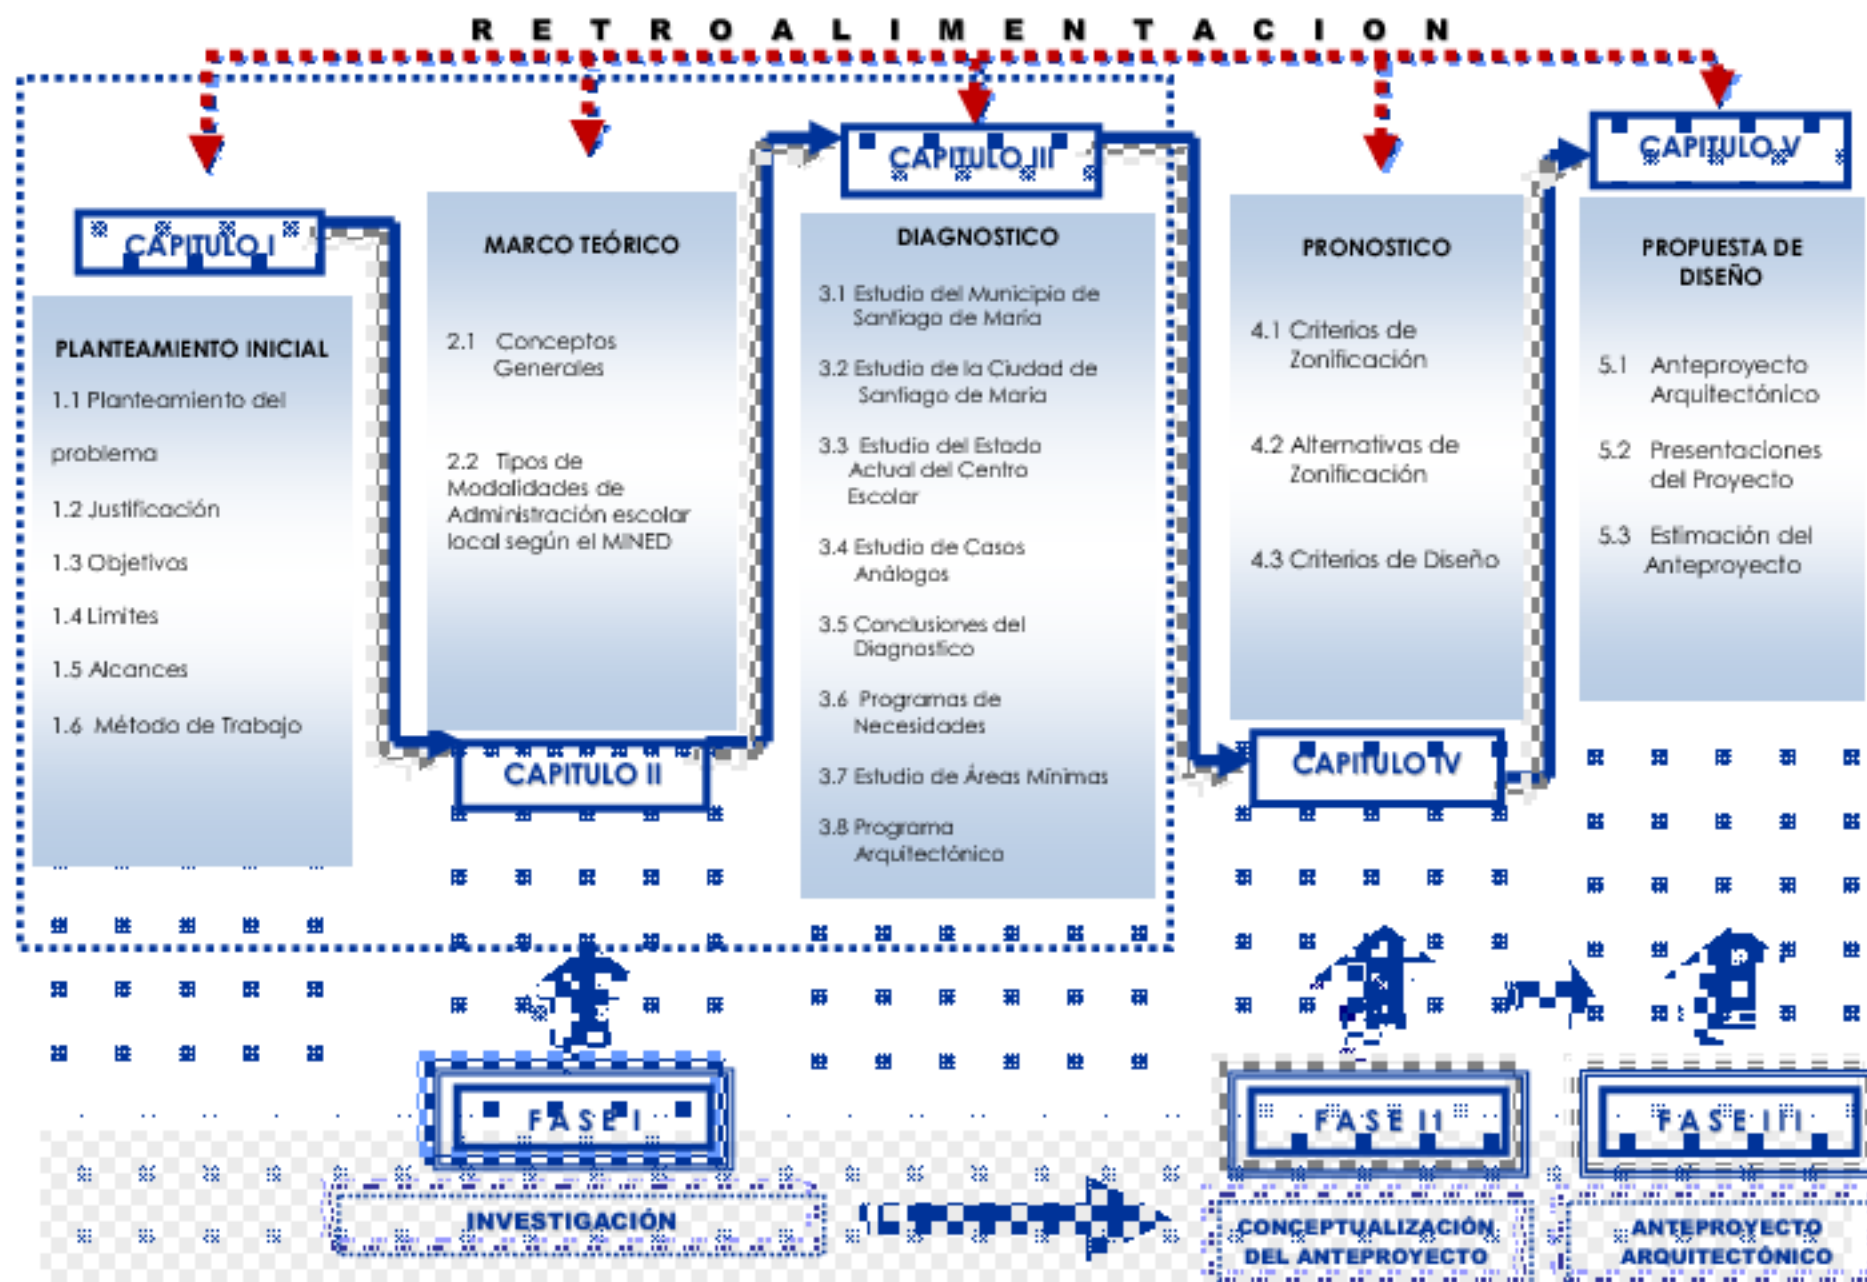 RETROALIMENTACION
CAPITULO I
PLANTEAMIENTO INICIAL
1.1 Planteamiento del
problema
1.2 Justificación
1.3 Objetivos
1.4 Limites
1.5 Alcances
1.6 Método de Trabajo
MARCO TEÓRICO
2.1 Conceptos
Generales
2.2 Tipos de
Modalidades de
Administración escolar
local según el MINED
CAPITULO II
CAPITULO III
DIAGNOSTICO
3.1 Estudio del Municipio de
Santiago de María
3.2 Estudio de la Ciudad de
Santiago de María
3.3 Estudio del Estado
Actual del Centro
Escolar
3.4 Estudio de Casos
Análogos
3.5 Conclusiones del
Diagnostico
3.6 Programas de
Necesidades
3.7 Estudio de Áreas Mínimas
3.8 Programa
Arquitectónico
PRONOSTICO
4.1 Criterios de
Zonificación
4.2 Alternativas de
Zonificación
4.3 Criterios de Diseño
CAPITULO IV
CAPITULO V
PROPUESTA DE
DISEÑO
5.1 Anteproyecto
Arquitectónico
5.2 Presentaciones
del Proyecto
5.3 Estimación del
Anteproyecto
FASE I
INVESTIGACIÓN
FASE I1
CONCEPTUALIZACIÓN
DEL ANTEPROYECTO
FASE III
ANTEPROYECTO
ARQUITECTÓNICO